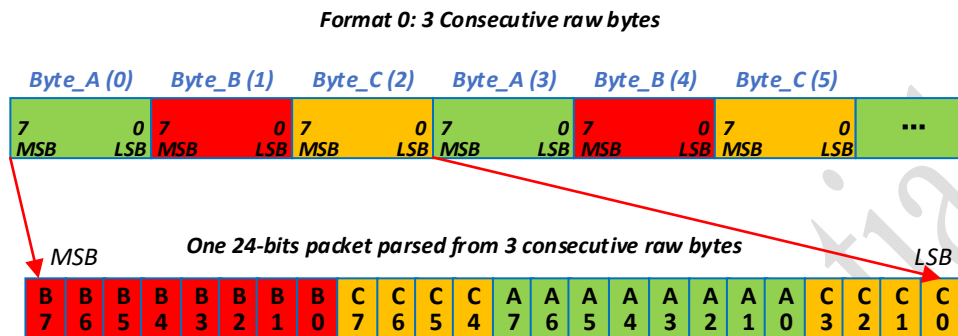 Format 0: 3 Consecutive raw bytes
Byte_A (0) Byte_B (1) Byte_C (2) Byte_A (3) Byte_B (4) Byte_C (5)
7 0 7 0 7 0 7 0 7 0 7 0 ...
MSB LSB MSB LSB MSB LSB MSB LSB MSB LSB MSB LSB
One 24-bits packet parsed from 3 consecutive raw bytes
MSB LSB
B B B B B B B B C C C C A A A A A A A A C C C C
7 6 5 4 3 2 1 0 7 6 5 4 7 6 5 4 3 2 1 0 3 2 1 0